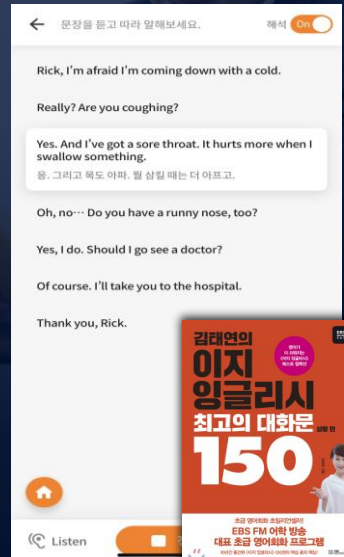 문장을 듣고 따라 말해보세요.
해석 On
Rick, I'm afraid I'm coming down with a cold.
Really? Are you coughing?
Yes. And I've got a sore throat. It hurts more when I
swallow something.
응. 그리고 목도 아파. 뭘 삼킬 때는 더 아프고.
Oh, no… Do you have a runny nose, too?
Yes, I do. Should I go see a doctor?
Of course. I'll take you to the hospital.
Thank you, Rick.
김태연의
이지
잉글리시
최고의 대화문
150
초급 영어회화 초밀리언셀러!
EBS FM 어학 방송
대표 초급 영어회화 프로그램
Listen